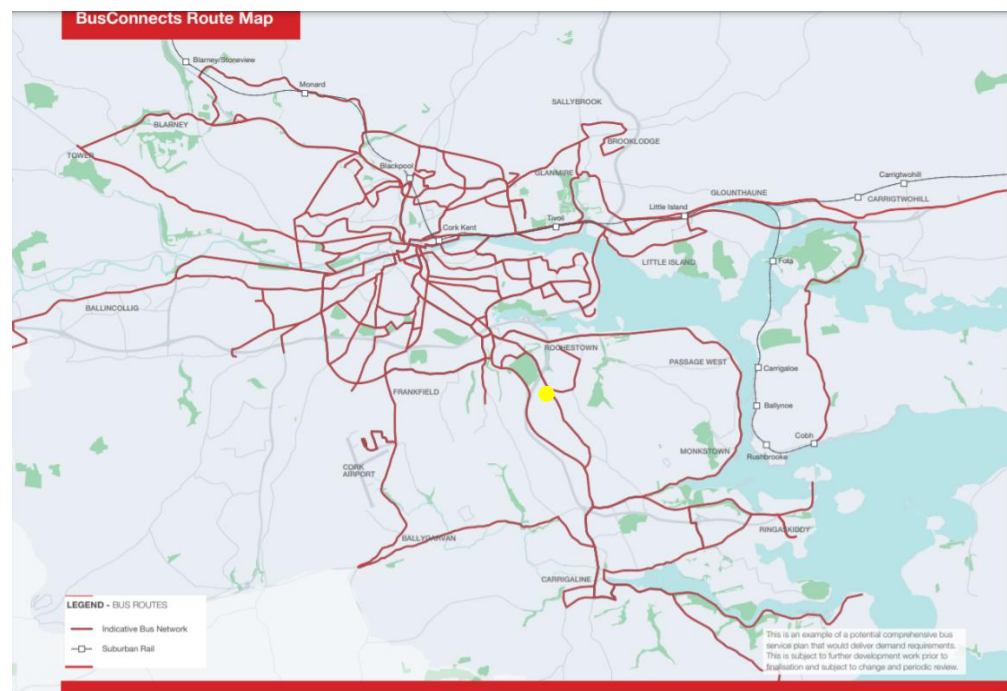 BusConnects Route Map
Blarney/Stoneview
Monard
SALLYBROOK
BLARNEY
BROOKLODGE
TOWER
Blackpool
GLANMIRE
Carrigtwohill
GLOUNTHAUNE
CARRIGTWOHILL
Little Island
Tivoli
Cork Kent
LITTLE ISLAND
Fota
BALLINCOLLIG
ROCHESTOWN
PASSAGE WEST
Carrigaloe
FRANKFIELD
Ballynoe
Cobh
MONKSTOWN
Rushbrooke
CORK
AIRPORT
RINGASKIDDY
BALLYGARVAN
CARRIGALINE
LEGEND - BUS ROUTES
Indicative Bus Network
Suburban Rail
This is an example of a potential comprehensive bus
service plan that would deliver demand requirements.
This is subject to further development work prior to
finalisation and subject to change and periodic review.